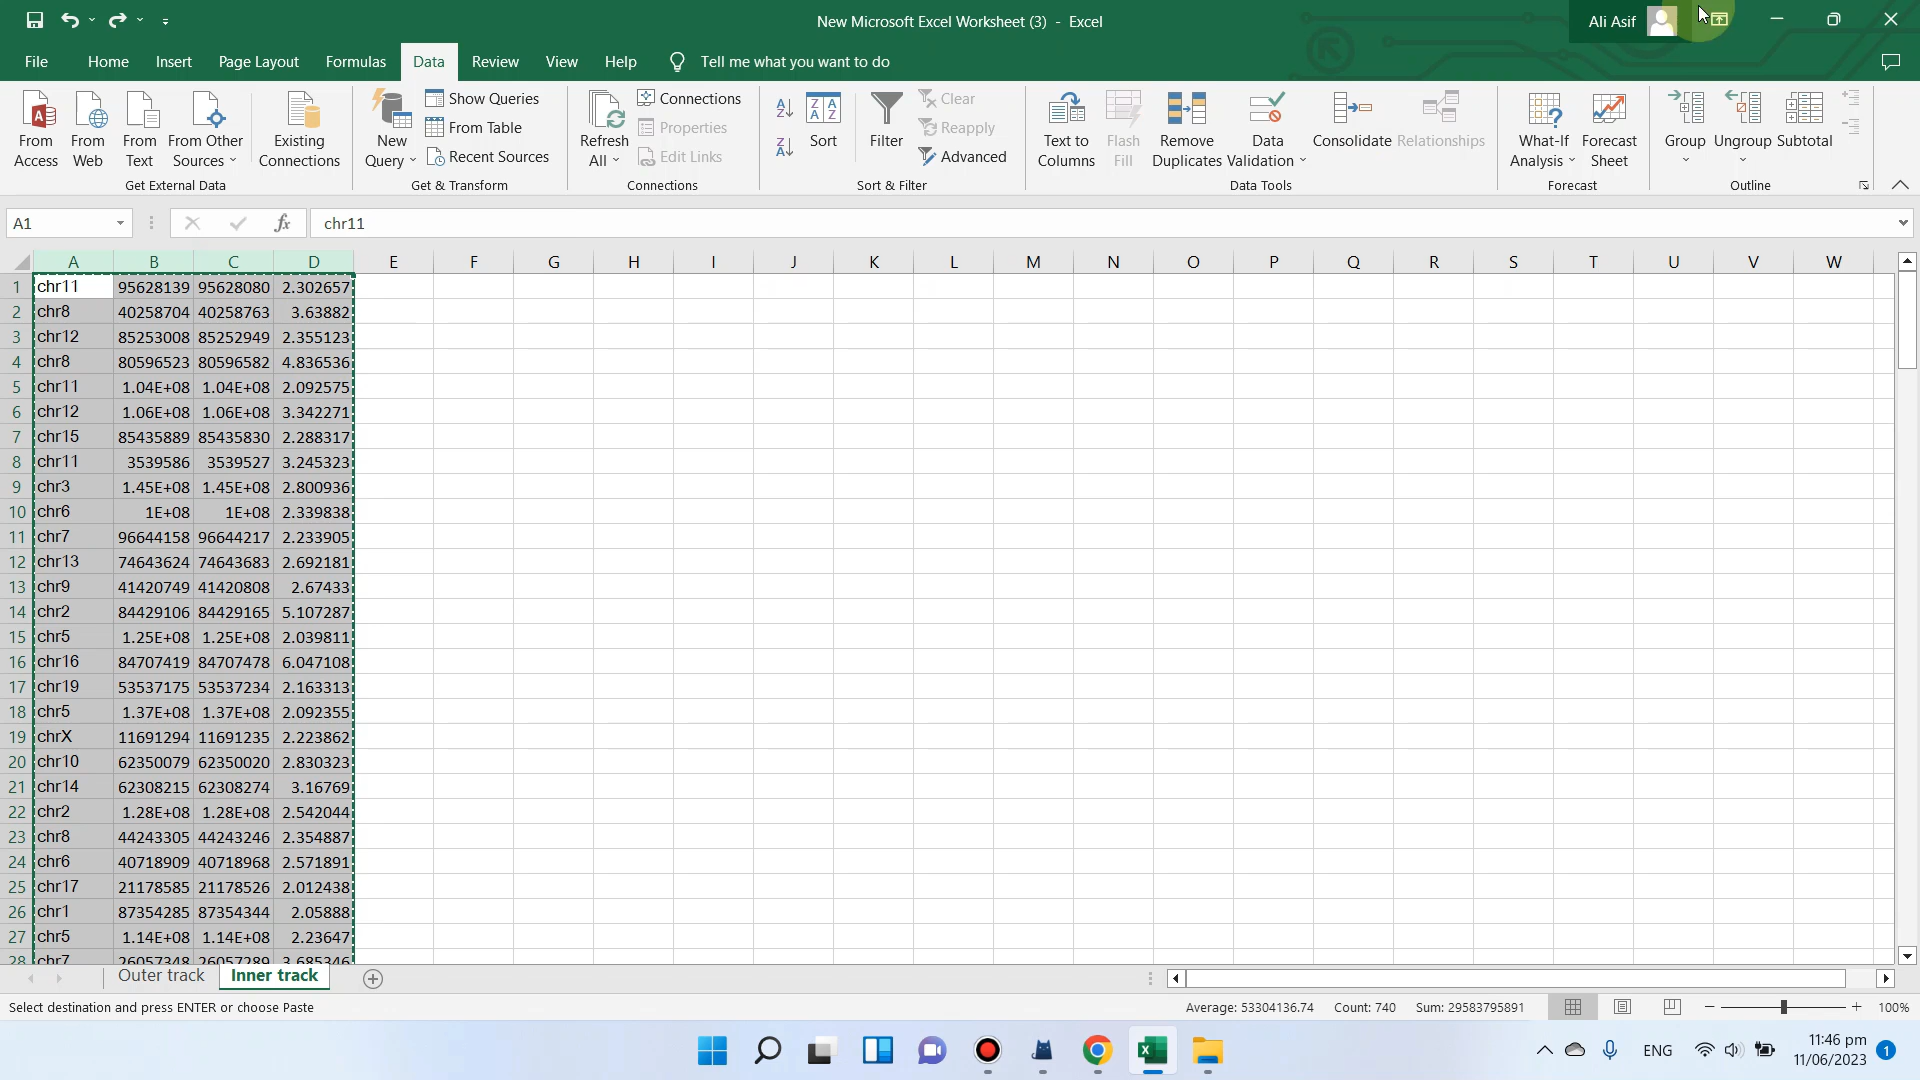 New Microsoft Excel Worksheet (3) - Excel
Ali Asif
File Home Insert Page Layout Formulas Data Review View Help Tell me what you want to do
From Access
From Web
From Text
From Other Sources
Existing Connections
Get External Data
New Query
Show Queries
From Table
Recent Sources
Get & Transform
Refresh All
Connections
Properties
Edit Links
Connections
Sort
Filter
Clear
Reapply
Advanced
Sort & Filter
Text to Columns
Flash Fill
Remove Duplicates
Data Validation
Consolidate
Relationships
Data Tools
What-If Analysis
Forecast Sheet
Forecast
Group
Ungroup
Subtotal
Outline
A1 fx chr11
A B C D E F G H I J K L M N O P Q R S T U V W
1 chr11 95628139 95628080 2.302657
2 chr8 40258704 40258763 3.63882
3 chr12 85253008 85252949 2.355123
4 chr8 80596523 80596582 4.836536
5 chr11 1.04E+08 1.04E+08 2.092575
6 chr12 1.06E+08 1.06E+08 3.342271
7 chr15 85435889 85435830 2.288317
8 chr11 3539586 3539527 3.245323
9 chr3 1.45E+08 1.45E+08 2.800936
10 chr6 1E+08 1E+08 2.339838
11 chr7 96644158 96644217 2.233905
12 chr13 74643624 74643683 2.692181
13 chr9 41420749 41420808 2.67433
14 chr2 84429106 84429165 5.107287
15 chr5 1.25E+08 1.25E+08 2.039811
16 chr16 84707419 84707478 6.047108
17 chr19 53537175 53537234 2.163313
18 chr5 1.37E+08 1.37E+08 2.092355
19 chrX 11691294 11691235 2.223862
20 chr10 62350079 62350020 2.830323
21 chr14 62308215 62308274 3.16769
22 chr2 1.28E+08 1.28E+08 2.542044
23 chr8 44243305 44243246 2.354887
24 chr6 40718909 40718968 2.571891
25 chr17 21178585 21178526 2.012438
26 chr1 87354285 87354344 2.05888
27 chr5 1.14E+08 1.14E+08 2.23647
28 chr7 26057348 26057289 3.685346
Outer track Inner track
Select destination and press ENTER or choose Paste
Average: 53304136.74 Count: 740 Sum: 29583795891
100%
ENG
11:46 pm
11/06/2023
1